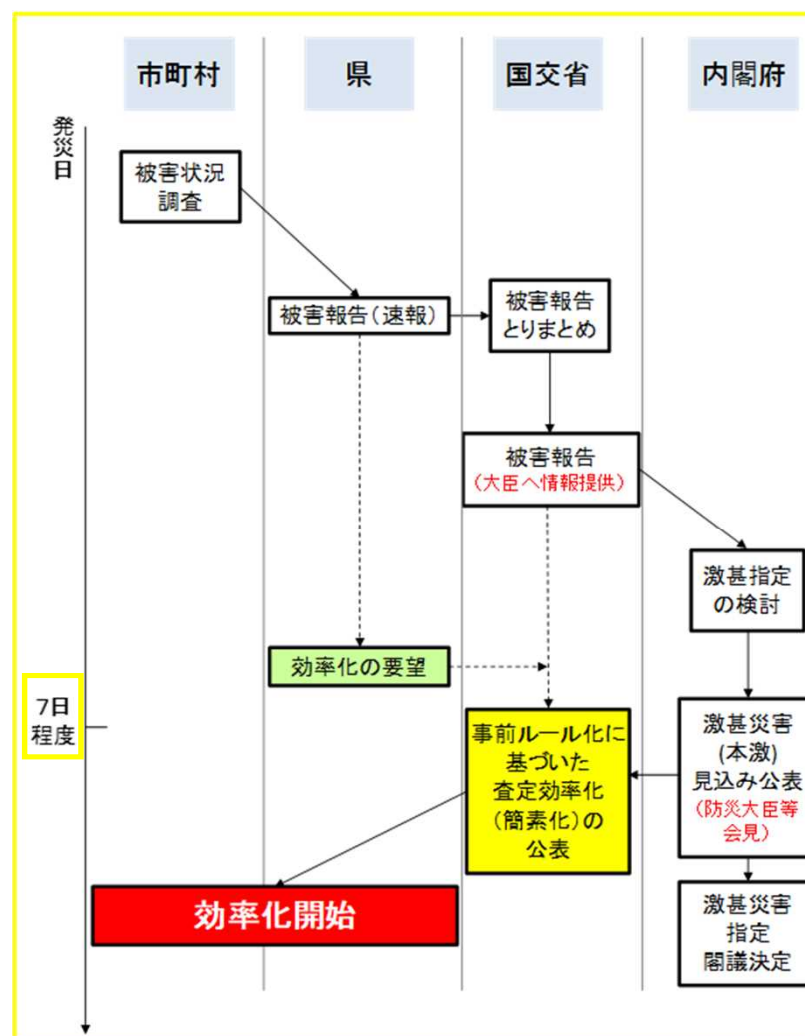 市町村
県
国交省
内閣府
発災日
被害状況
調査
被害報告(速報)
被害報告
とりまとめ
被害報告
(大臣へ情報提供)
激甚指定
の検討
効率化の要望
7日
程度
事前ルール化に
基づいた
査定効率化
(簡素化)の
公表
激甚災害
(本激)
見込み公表
(防災大臣等
会見)
効率化開始
激甚災害
指定
閣議決定